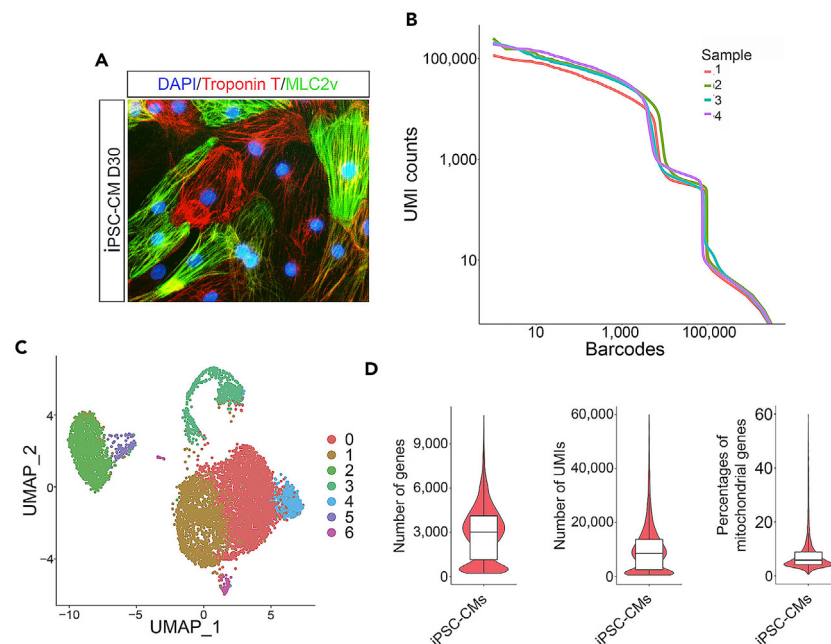 A
DAPI/Troponin T/MLC2v
iPSC-CM D30
B
100,000
1,000
10
UMI counts
10
1,000
100,000
Barcodes
Sample
1
2
3
4
C
4
0
−4
UMAP_2
−10
−5
0
5
UMAP_1
0
1
2
3
4
5
6
D
Number of genes
9,000
6,000
3,000
0
iPSC-CMs
Number of UMIs
60,000
40,000
20,000
0
iPSC-CMs
Percentages of
mitochondrial genes
60
40
20
0
iPSC-CMs